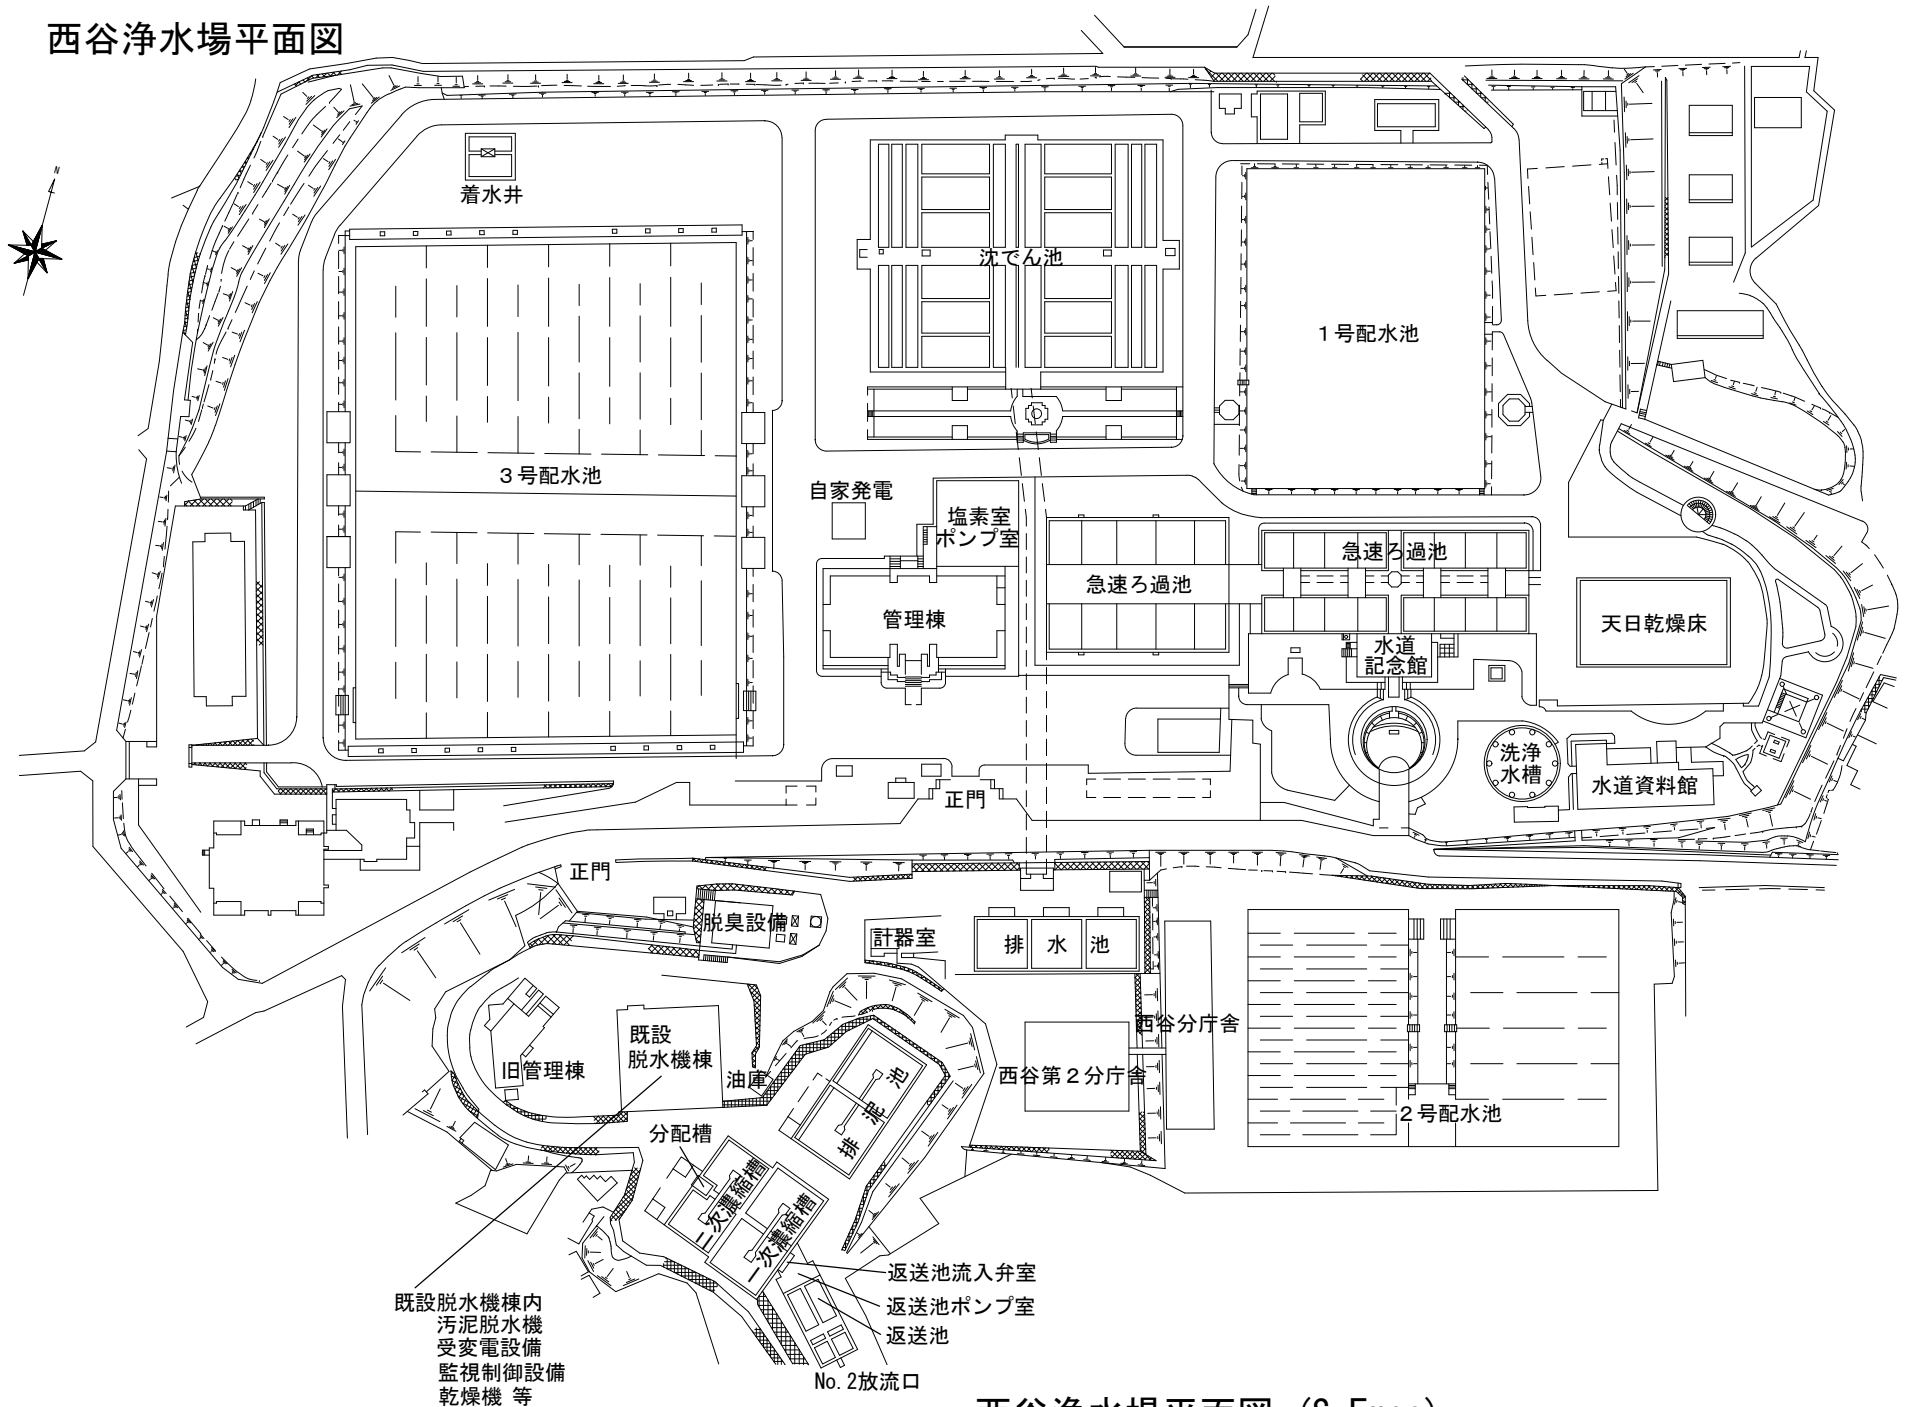 西谷浄水場平面図
N
着水井
沈でん池
1号配水池
3号配水池
自家発電
塩素室
ポンプ室
急速ろ過池
急速ろ過池
管理棟
天日乾燥床
水道
記念館
洗浄
水槽
水道資料館
正門
正門
脱臭設備
計器室
排水池
西谷分庁舎
既設
脱水機棟
旧管理棟
油庫
西谷第2分庁舎
排泥池
2号配水池
分配槽
二次濃縮槽
一次濃縮槽
返送池流入弁室
返送池ポンプ室
返送池
既設脱水機棟内
汚泥脱水機
受変電設備
監視制御設備
乾燥機 等
No.2放流口